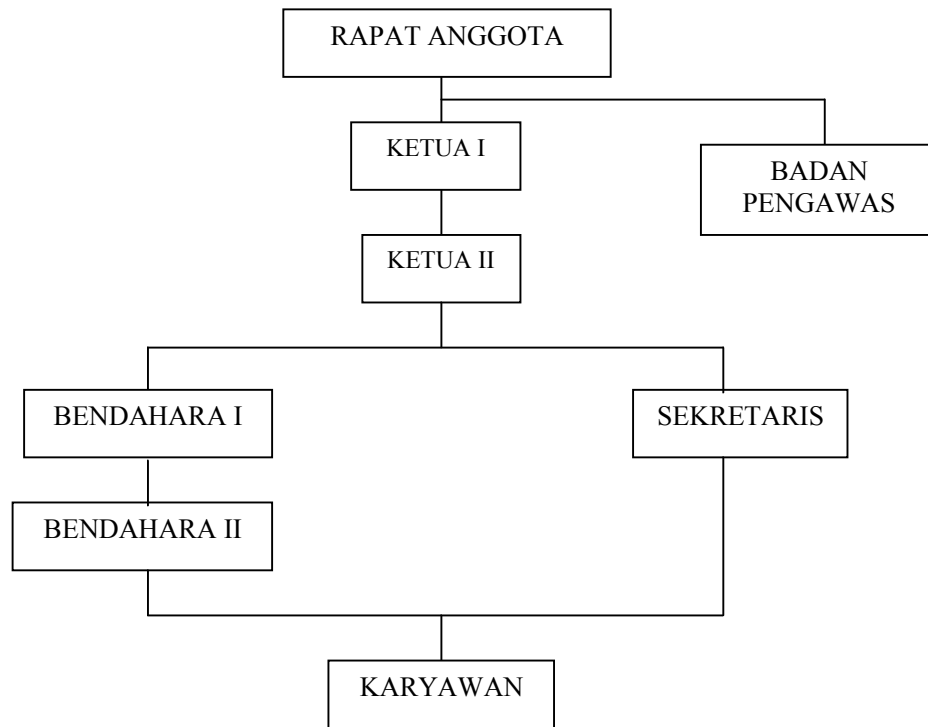 RAPAT ANGGOTA
KETUA I
BADAN
PENGAWAS
KETUA II
BENDAHARA I
SEKRETARIS
BENDAHARA II
KARYAWAN